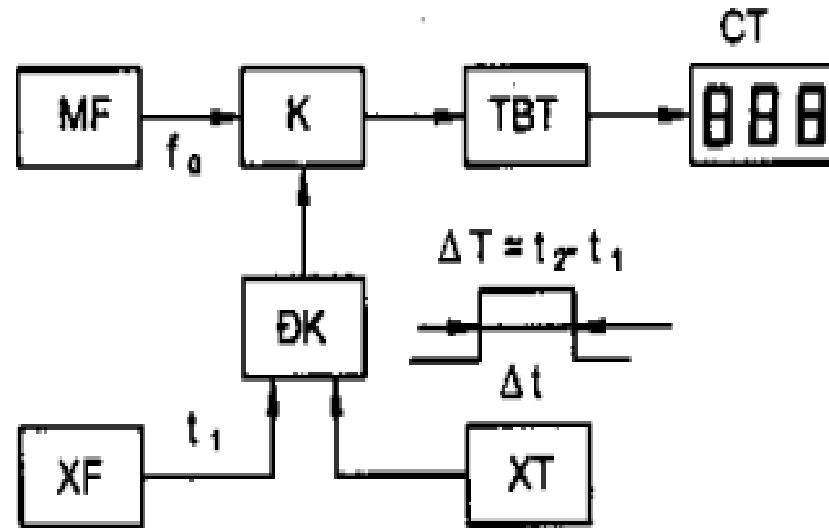 CT
MF
K
TBT
888
f₀
ΔT = t₂- t₁
ĐK
Δt
t₁
XF
XT